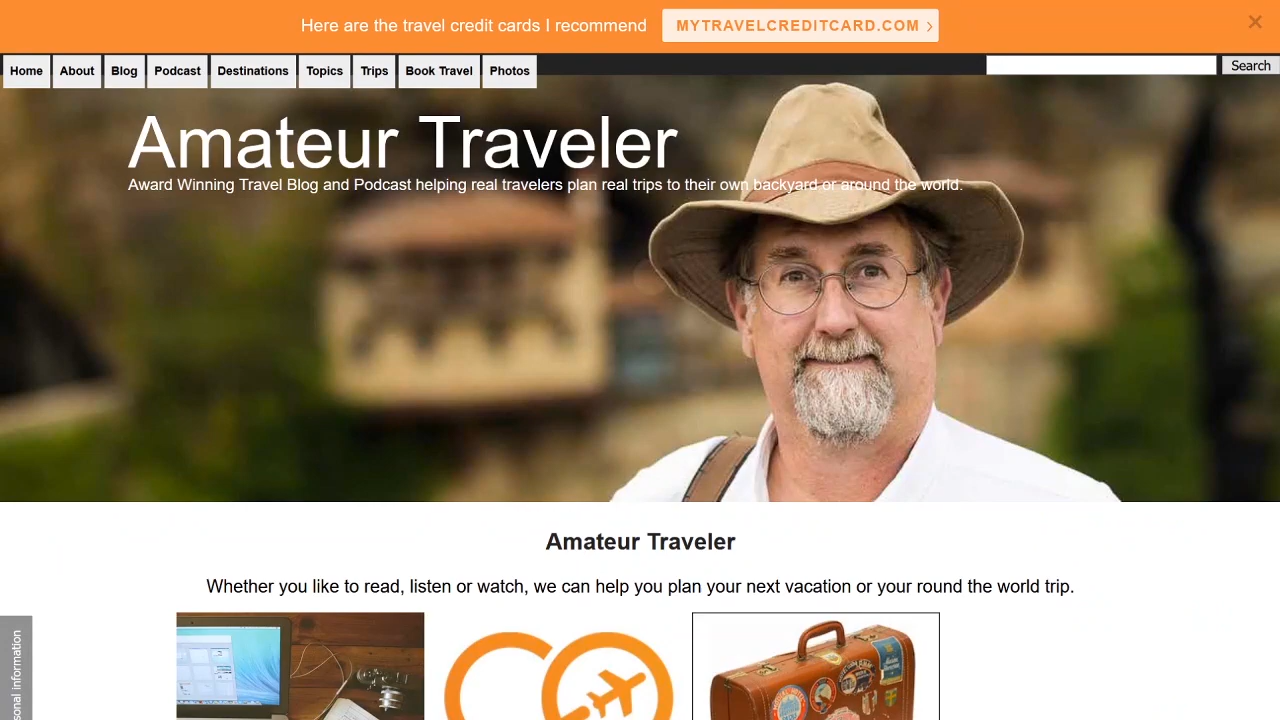 Here are the travel credit cards I recommend
MYTRAVELCREDITCARD.COM
Home About Blog Podcast Destinations Topics Trips Book Travel Photos
Search
Amateur Traveler
Award Winning Travel Blog and Podcast helping real travelers plan real trips to their own backyard or around the world.
Amateur Traveler
Whether you like to read, listen or watch, we can help you plan your next vacation or your round the world trip.
information